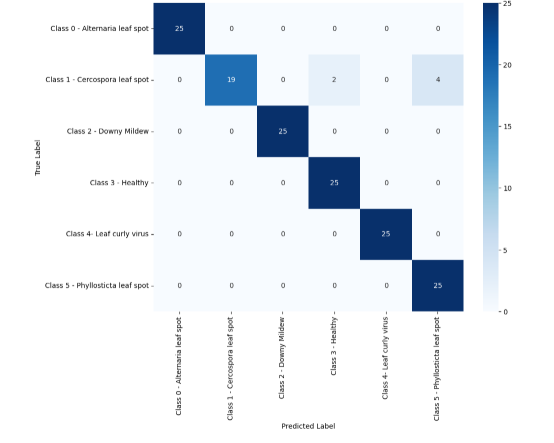 Class 0 - Alternaria leaf spot
25 0 0 0 0 0
Class 1 - Cercospora leaf spot
0 19 0 2 0 4
Class 2 - Downy Mildew
0 0 25 0 0 0
Class 3 - Healthy
0 0 0 25 0 0
Class 4- Leaf curly virus
0 0 0 0 25 0
Class 5 - Phyllosticta leaf spot
0 0 0 0 0 25
True Label
Class 0 - Alternaria leaf spot
Class 1 - Cercospora leaf spot
Class 2 - Downy Mildew
Class 3 - Healthy
Class 4- Leaf curly virus
Class 5 - Phyllosticta leaf spot
Predicted Label
25
20
15
10
5
0